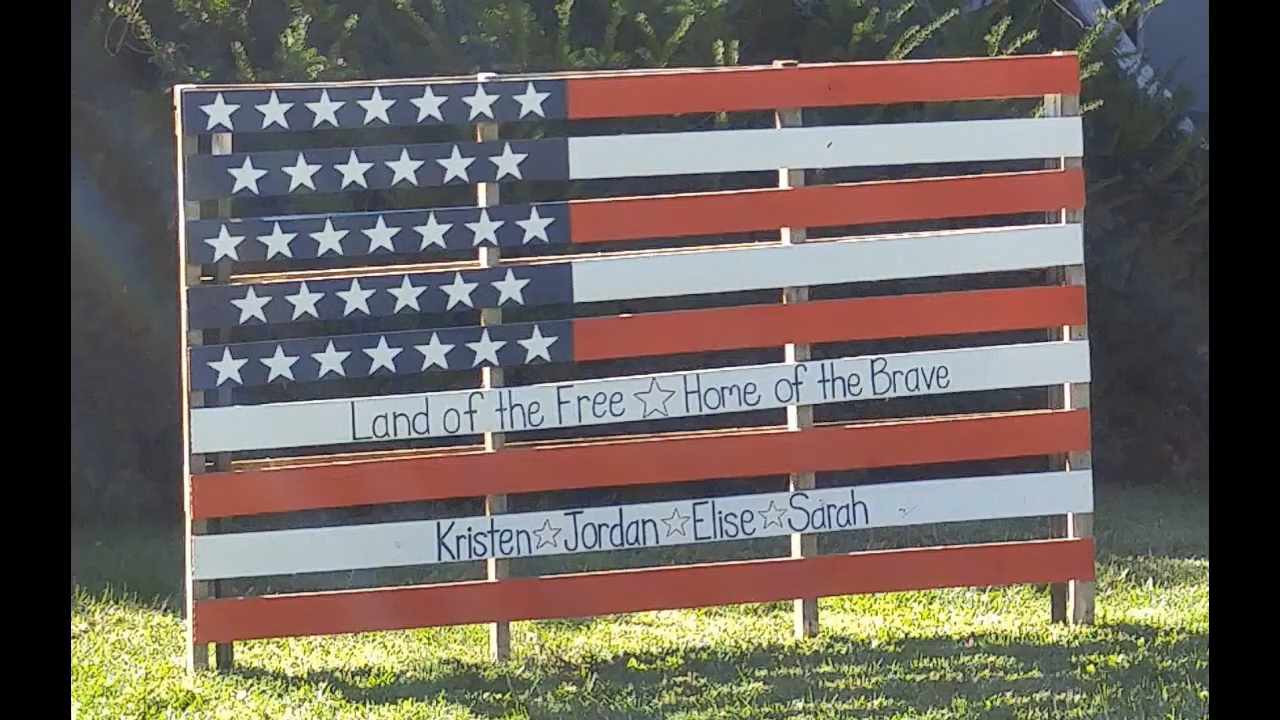 Land of the Free ☆ Home of the Brave
Kristen ☆ Jordan ☆ Elise ☆ Sarah